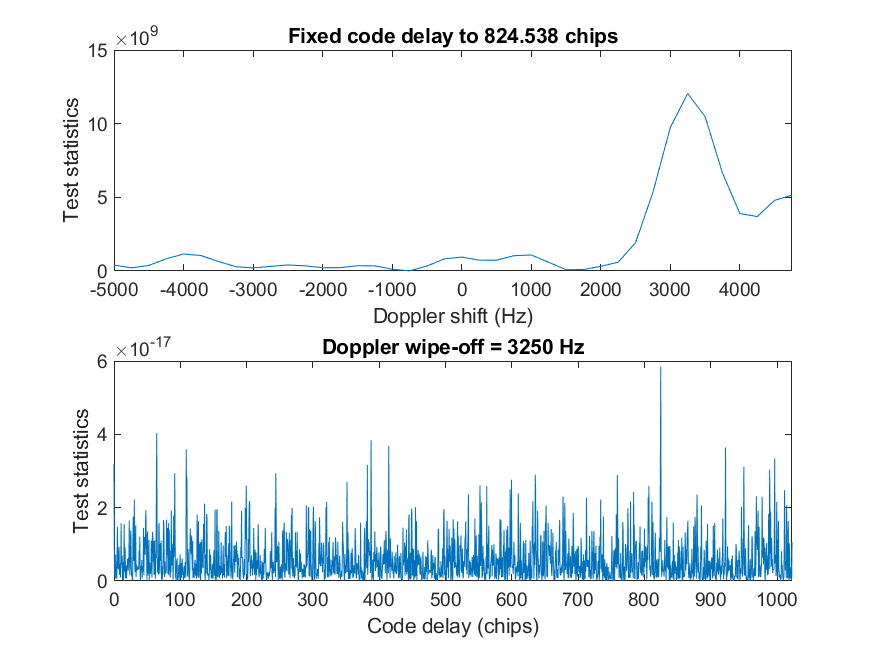 ×10⁹
Fixed code delay to 824.538 chips
15
10
5
0
Test statistics
-5000 -4000 -3000 -2000 -1000 0 1000 2000 3000 4000
Doppler shift (Hz)
×10⁻¹⁷
Doppler wipe-off = 3250 Hz
6
4
2
0
Test statistics
0 100 200 300 400 500 600 700 800 900 1000
Code delay (chips)